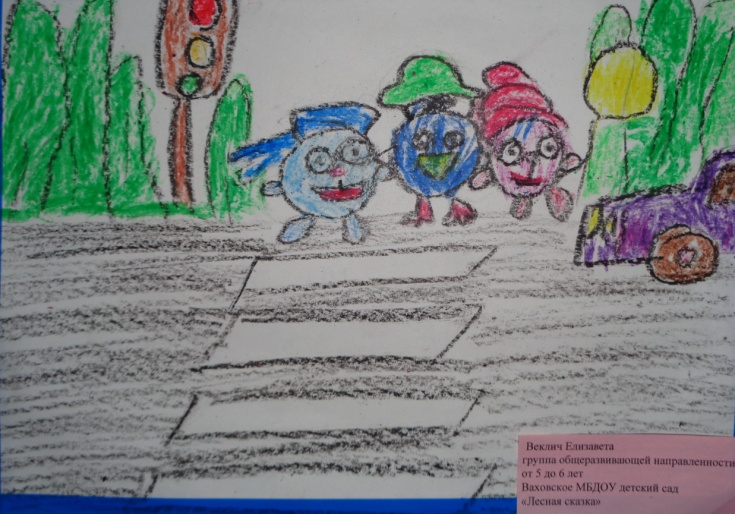 Веклич Елизавета
группа общеразвивающей направленности
от 5 до 6 лет
Ваховское МБДОУ детский сад
«Лесная сказка»